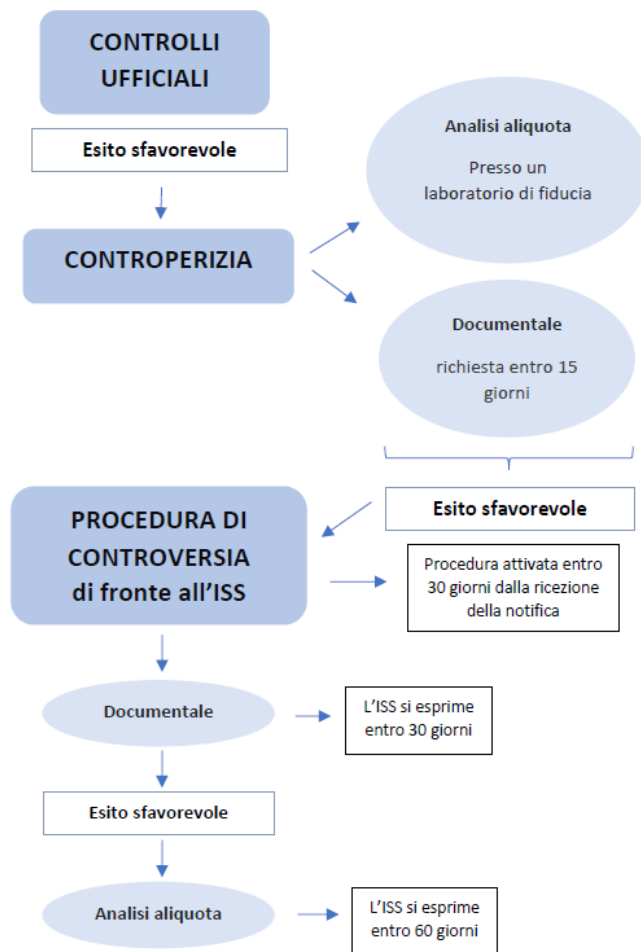 CONTROLLI
UFFICIALI
Esito sfavorevole
CONTROPERIZIA
Analisi aliquota
Presso un
laboratorio di fiducia
Documentale
richiesta entro 15
giorni
Esito sfavorevole
PROCEDURA DI
CONTROVERSIA
di fronte all'ISS
Procedura attivata entro
30 giorni dalla ricezione
della notifica
Documentale
L'ISS si esprime
entro 30 giorni
Esito sfavorevole
Analisi aliquota
L'ISS si esprime
entro 60 giorni